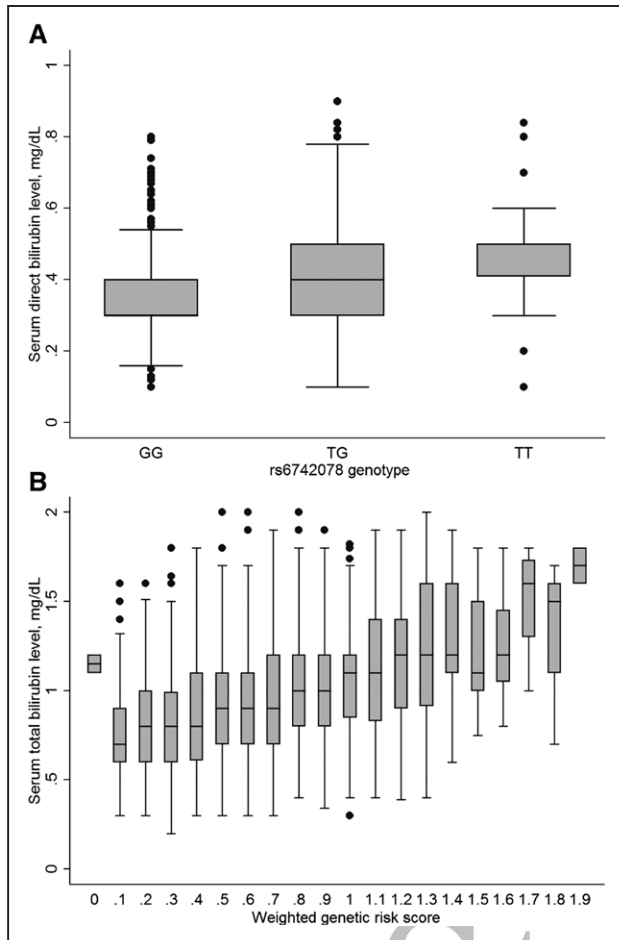 A
Serum direct bilirubin level, mg/dL
1
.8
.6
.4
.2
0
GG TG TT
rs6742078 genotype
B
Serum total bilirubin level, mg/dL
2
1.5
1
.5
0
0 .1 .2 .3 .4 .5 .6 .7 .8 .9 1 1.1 1.2 1.3 1.4 1.5 1.6 1.7 1.8 1.9
Weighted genetic risk score